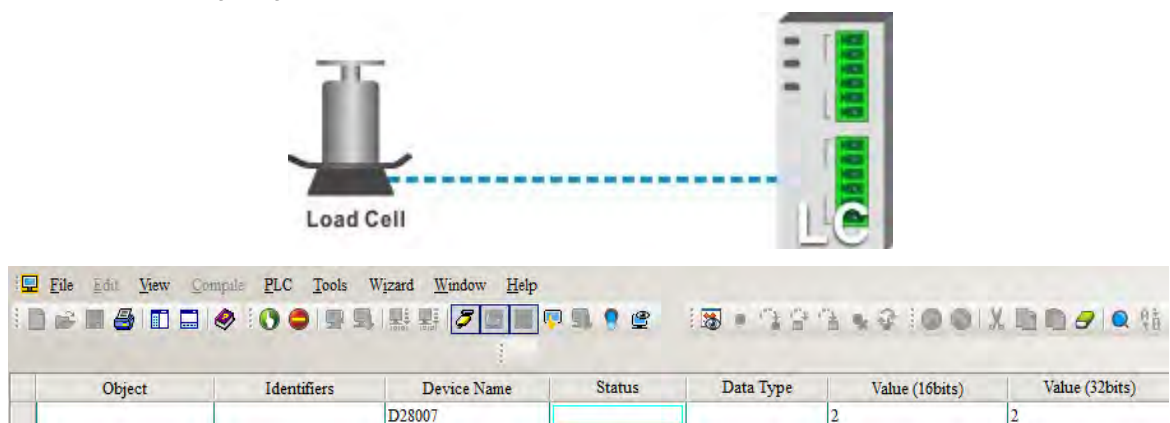 Load Cell
LC
File Edit View Compile PLC Tools Wizard Window Help
Object Identifiers Device Name Status Data Type Value (16bits) Value (32bits)
D28007 2 2